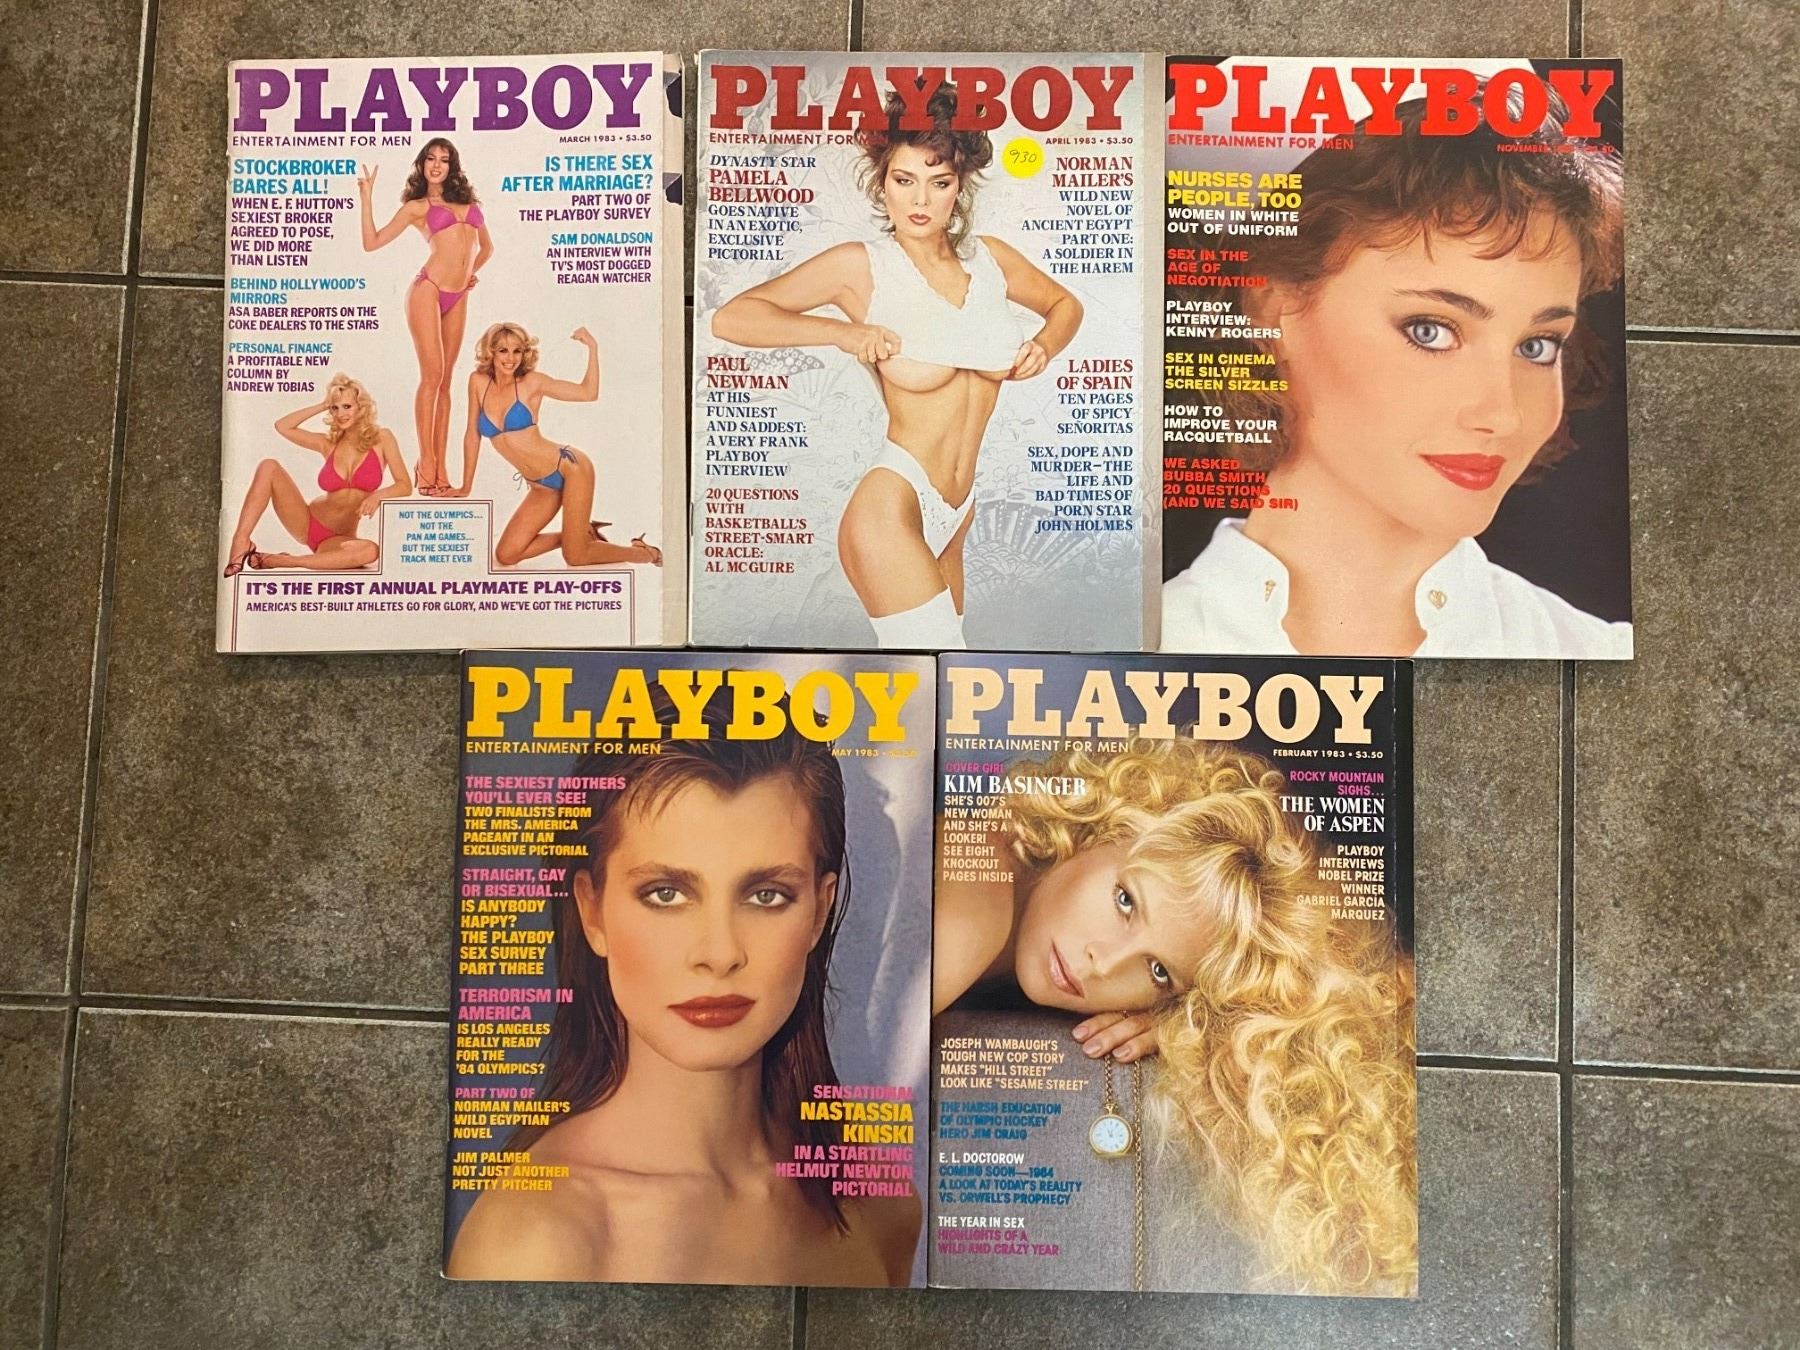 PLAYBOY
ENTERTAINMENT FOR MEN
MARCH 1983 • $3.50
STOCKBROKER
BARES ALL!
WHEN E. F. HUTTON'S
SEXIEST BROKER
AGREED TO POSE,
WE DID MORE
THAN LISTEN
BEHIND HOLLYWOOD'S
MIRRORS
ASA BABER REPORTS ON THE
COKE DEALERS TO THE STARS
PERSONAL FINANCE
A PROFITABLE NEW
COLUMN BY
ANDREW TOBIAS
IS THERE SEX
AFTER MARRIAGE?
PART TWO OF
THE PLAYBOY SURVEY
SAM DONALDSON
AN INTERVIEW WITH
TV'S MOST DOGGED
REAGAN WATCHER
NOT THE OLYMPICS...
NOT THE
PAN AM GAMES...
BUT THE SEXIEST
TRACK MEET EVER
IT'S THE FIRST ANNUAL PLAYMATE PLAY-OFFS
AMERICA'S BEST-BUILT ATHLETES GO FOR GLORY, AND WE'VE GOT THE PICTURES
PLAYBOY
ENTERTAINMENT FOR MEN
APRIL 1983 • $3.50
930
DYNASTY STAR
PAMELA
BELLWOOD
GOES NATIVE
IN AN EXOTIC,
EXCLUSIVE
PICTORIAL
PAUL
NEWMAN
AT HIS
FUNNIEST
AND SADDEST:
A VERY FRANK
PLAYBOY
INTERVIEW
20 QUESTIONS
WITH
BASKETBALL'S
STREET-SMART
ORACLE:
AL McGUIRE
NORMAN
MAILER'S
WILD NEW
NOVEL OF
ANCIENT EGYPT
PART ONE:
A SOLDIER IN
THE HAREM
LADIES
OF SPAIN
TEN PAGES
OF SPICY
SEÑORITAS
SEX, DOPE AND
MURDER—THE
LIFE AND
BAD TIMES OF
PORN STAR
JOHN HOLMES
PLAYBOY
ENTERTAINMENT FOR MEN
NOVEMBER
NURSES ARE
PEOPLE, TOO
WOMEN IN WHITE
OUT OF UNIFORM
SEX IN THE
AGE OF
NEGOTIATION
PLAYBOY
INTERVIEW:
KENNY ROGERS
SEX IN CINEMA
THE SILVER
SCREEN SIZZLES
HOW TO
IMPROVE YOUR
RACQUETBALL
WE ASKED
BUBBA SMITH
20 QUESTIONS
(AND WE SAID SIR)
PLAYBOY
ENTERTAINMENT FOR MEN
MAY 1983 •
THE SEXIEST MOTHERS
YOU'LL EVER SEE!
TWO FINALISTS FROM
THE MRS. AMERICA
PAGEANT IN AN
EXCLUSIVE PICTORIAL
STRAIGHT, GAY
OR BISEXUAL...
IS ANYBODY
HAPPY?
THE PLAYBOY
SEX SURVEY
PART THREE
TERRORISM IN
AMERICA
IS LOS ANGELES
REALLY READY
FOR THE
'84 OLYMPICS?
PART TWO OF
NORMAN MAILER'S
WILD EGYPTIAN
NOVEL
JIM PALMER
NOT JUST ANOTHER
PRETTY PITCHER
SENSATIONAL
NASTASSIA
KINSKI
IN A STARTLING
HELMUT NEWTON
PICTORIAL
PLAYBOY
ENTERTAINMENT FOR MEN
FEBRUARY 1983 • $3.50
COVER GIRL
KIM BASINGER
SHE'S 007'S
NEW WOMAN
AND SHE'S A
LOOKER!
SEE EIGHT
KNOCKOUT
PAGES INSIDE
ROCKY MOUNTAIN
SIGHS...
THE WOMEN
OF ASPEN
PLAYBOY
INTERVIEWS
NOBEL PRIZE
WINNER
GABRIEL GARCÍA
MÁRQUEZ
JOSEPH WAMBAUGH'S
TOUGH NEW COP STORY
MAKES "HILL STREET"
LOOK LIKE "SESAME STREET"
THE HARSH EDUCATION
OF OLYMPIC HOCKEY
HERO JIM CRAIG
E. L. DOCTOROW
COMING SOON—1984
A LOOK AT TODAY'S REALITY
VS. ORWELL'S PROPHECY
THE YEAR IN SEX
HIGHLIGHTS OF A
WILD AND CRAZY YEAR